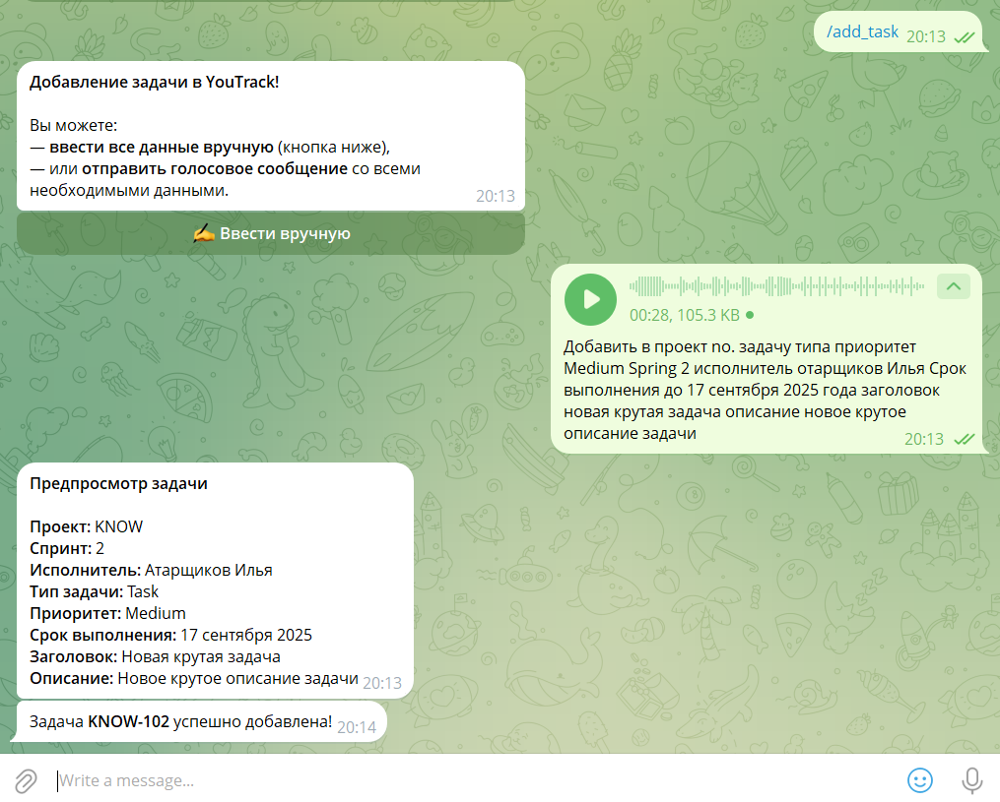 /add_task 20:13
Добавление задачи в YouTrack!
Вы можете:
— ввести все данные вручную (кнопка ниже),
— или отправить голосовое сообщение со всеми
необходимыми данными.
20:13
✍️ Ввести вручную
00:28, 105.3 KB
Добавить в проект no. задачу типа приоритет
Medium Spring 2 исполнитель отарщиков Илья Срок
выполнения до 17 сентября 2025 года заголовок
новая крутая задача описание новое крутое
описание задачи
20:13
Предпросмотр задачи
Проект: KNOW
Спринт: 2
Исполнитель: Атарщиков Илья
Тип задачи: Task
Приоритет: Medium
Срок выполнения: 17 сентября 2025
Заголовок: Новая крутая задача
Описание: Новое крутое описание задачи 20:13
Задача KNOW-102 успешно добавлена! 20:14
Write a message...